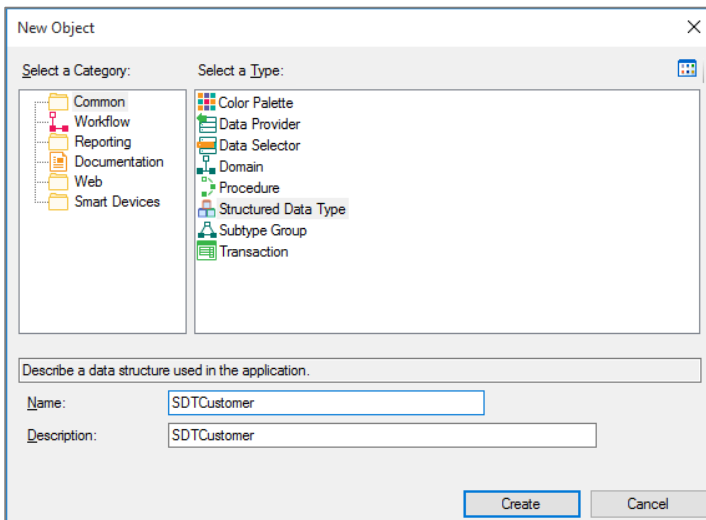 New Object
Select a Category:
Select a Type:
Common
Workflow
Reporting
Documentation
Web
Smart Devices
Color Palette
Data Provider
Data Selector
Domain
Procedure
Structured Data Type
Subtype Group
Transaction
Describe a data structure used in the application.
Name: SDTCustomer
Description: SDTCustomer
Create Cancel